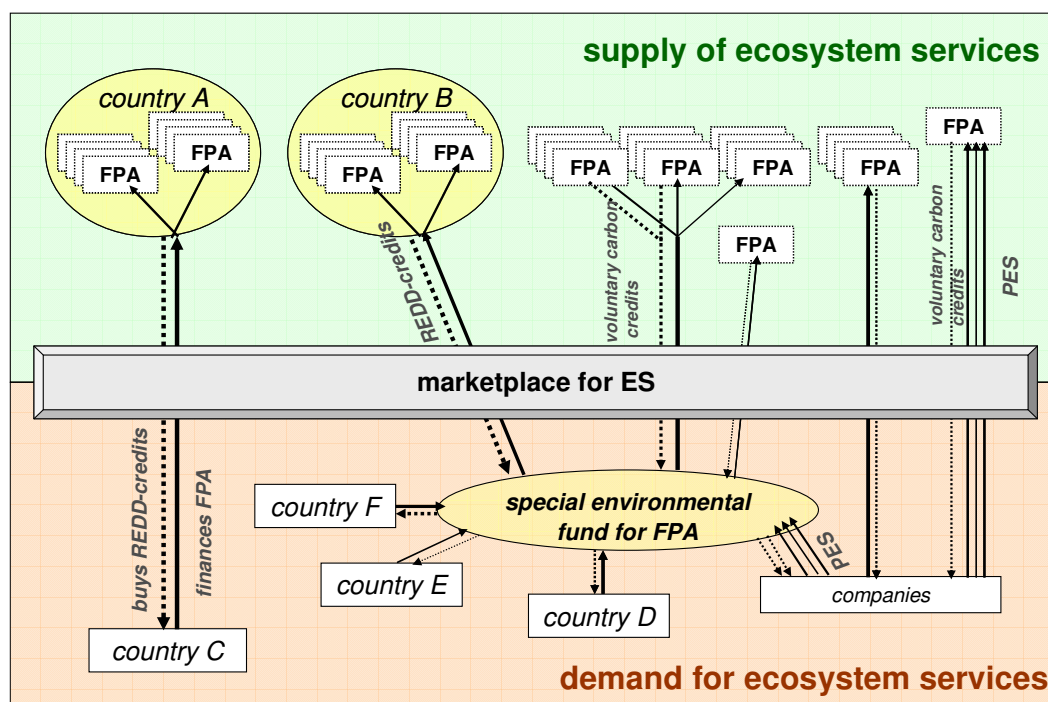 supply of ecosystem services
country A
FPA
FPA
country B
FPA
FPA
FPA
FPA
FPA
FPA
FPA
FPA
REDD-credits
voluntary carbon
credits
voluntary carbon
credits
PES
marketplace for ES
buys REDD-credits
finances FPA
special environmental
fund for FPA
country F
country E
country D
PES
companies
country C
demand for ecosystem services